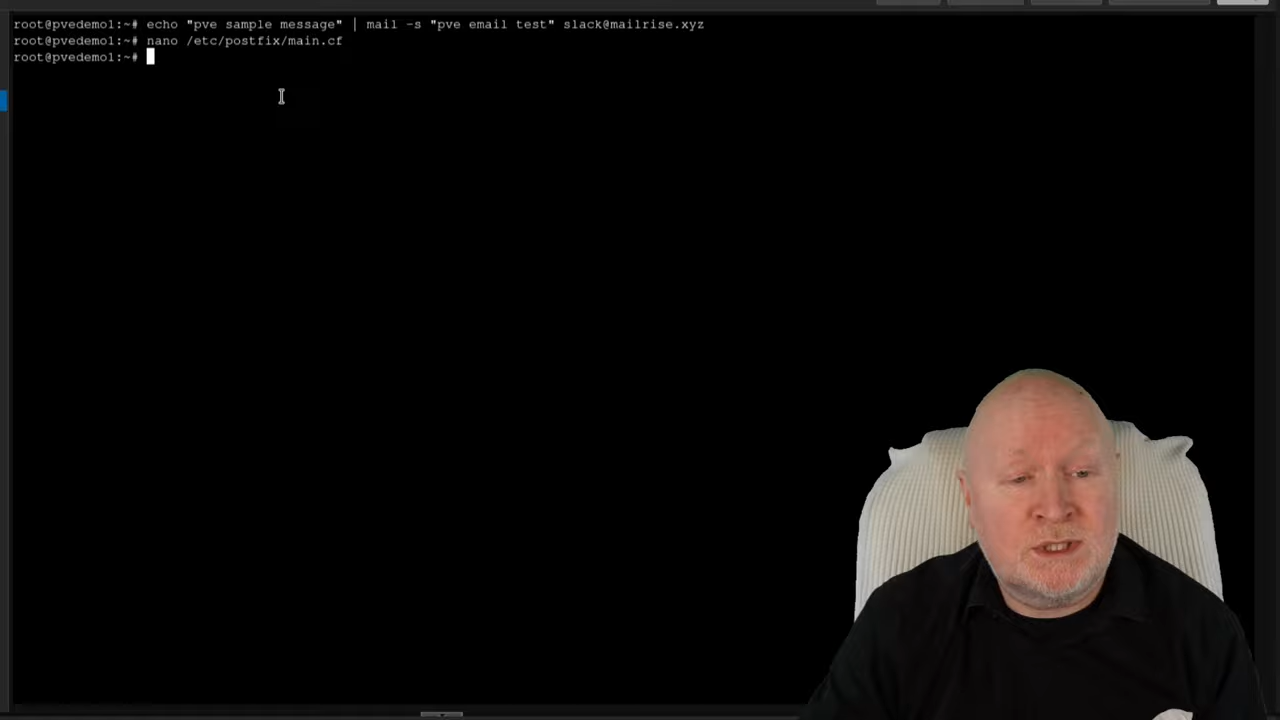 root@pvedemo1:~# echo "pve sample message" | mail -s "pve email test" slack@mailrise.xyz
root@pvedemo1:~# nano /etc/postfix/main.cf
root@pvedemo1:~#